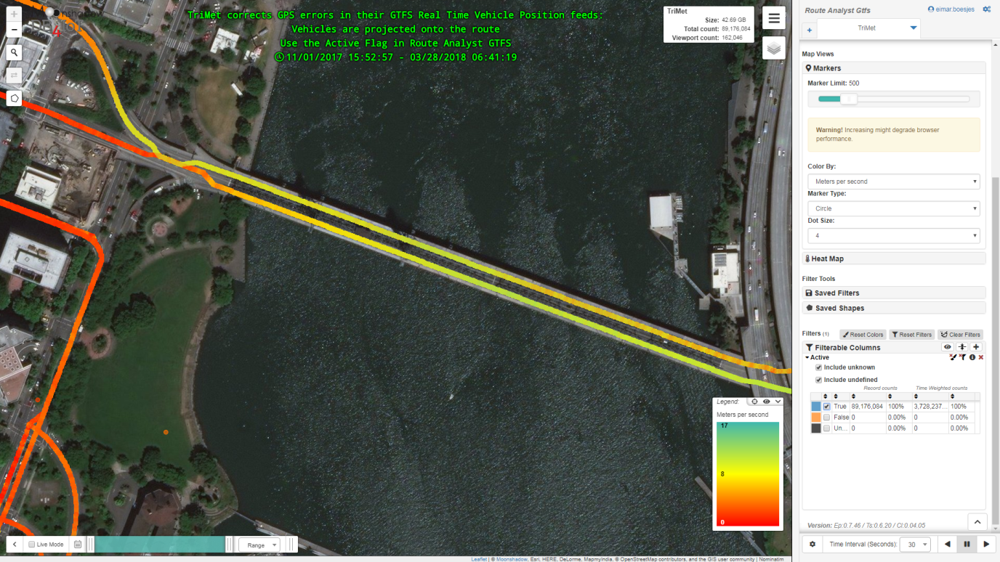 TriMet corrects GPS errors in their GTFS Real Time Vehicle Position feeds:
Vehicles are projected onto the route
Use the Active Flag in Route Analyst GTFS
11/01/2017 15:52:57 - 03/28/2018 06:41:19
TriMet
Size: 42.69 GB
Total count: 89,176,084
Viewport count: 162,046
Legend:
Meters per second
17
8
0
Live Mode
Range
Leaflet | © Moonshadow, Esri, HERE, DeLorme, MapmyIndia, © OpenStreetMap contributors, and the GIS user community | Nominatim
Route Analyst Gtfs
eimar.boesjes
+
TriMet
Map Views
Markers
Marker Limit: 500
Warning! Increasing might degrade browser
performance.
Color By:
Meters per second
Marker Type:
Circle
Dot Size:
4
Heat Map
Filter Tools
Saved Filters
Saved Shapes
Filters (1)
Reset Colors
Reset Filters
Clear Filters
Filterable Columns
Active
Include unknown
Include undefined
Record counts Time Weighted counts
True 89,176,084 100% 3,728,237... 100%
False 0 0.00% 0 0.00%
Un... 0 0.00% 0 0.00%
Version: Ep:0.7.46 / Ts:0.6.20 / Cl:0.04.05
Time Interval (Seconds): 30